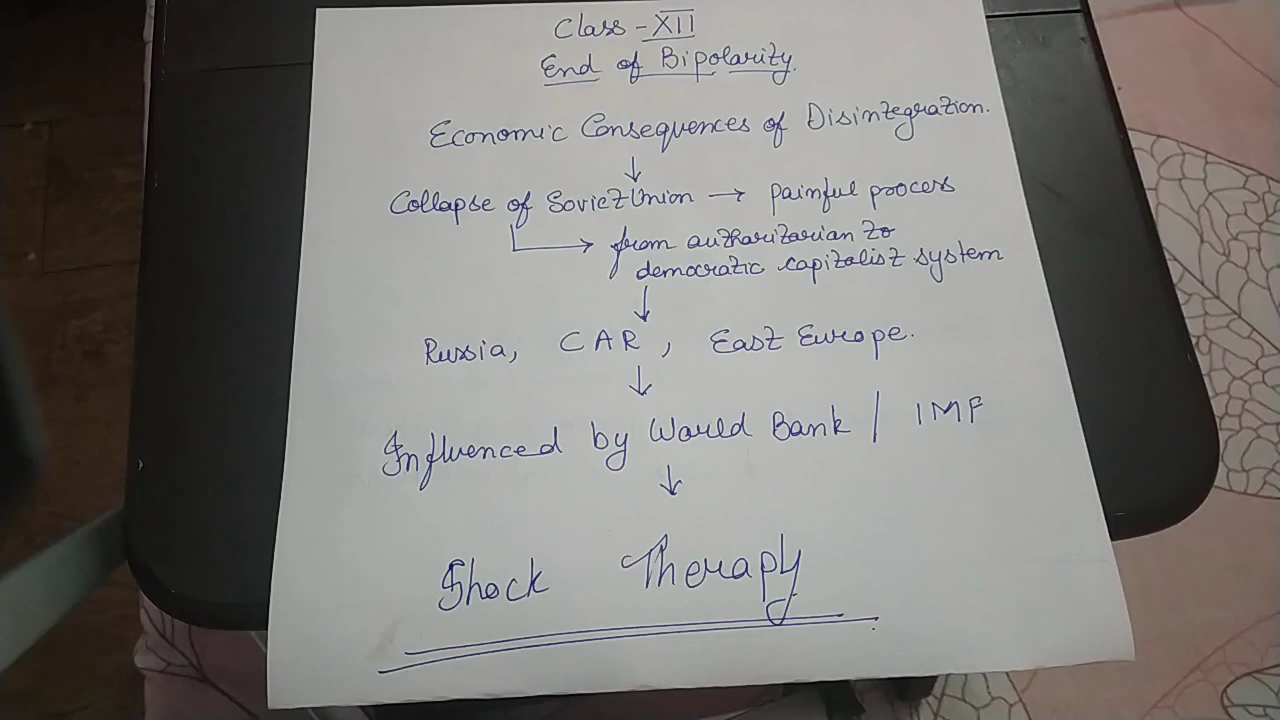 Class - XII
End of Bipolarity.
Economic Consequences of Disintegration.
↓
Collapse of Soviet Union → painful process
→ from autharitarian to
democratic capitalist system
↓
Russia, CAR, East Europe.
↓
Influenced by World Bank / IMF
↓
Shock Therapy